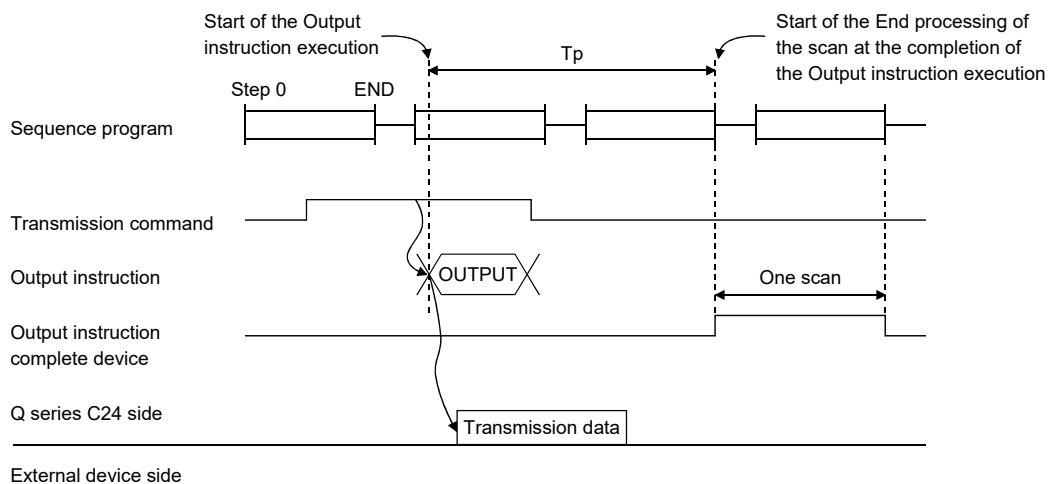 Start of the Output
instruction execution
Start of the End processing of
the scan at the completion of
the Output instruction execution
Tp
Step 0
END
Sequence program
Transmission command
Output instruction
OUTPUT
One scan
Output instruction
complete device
Q series C24 side
Transmission data
External device side